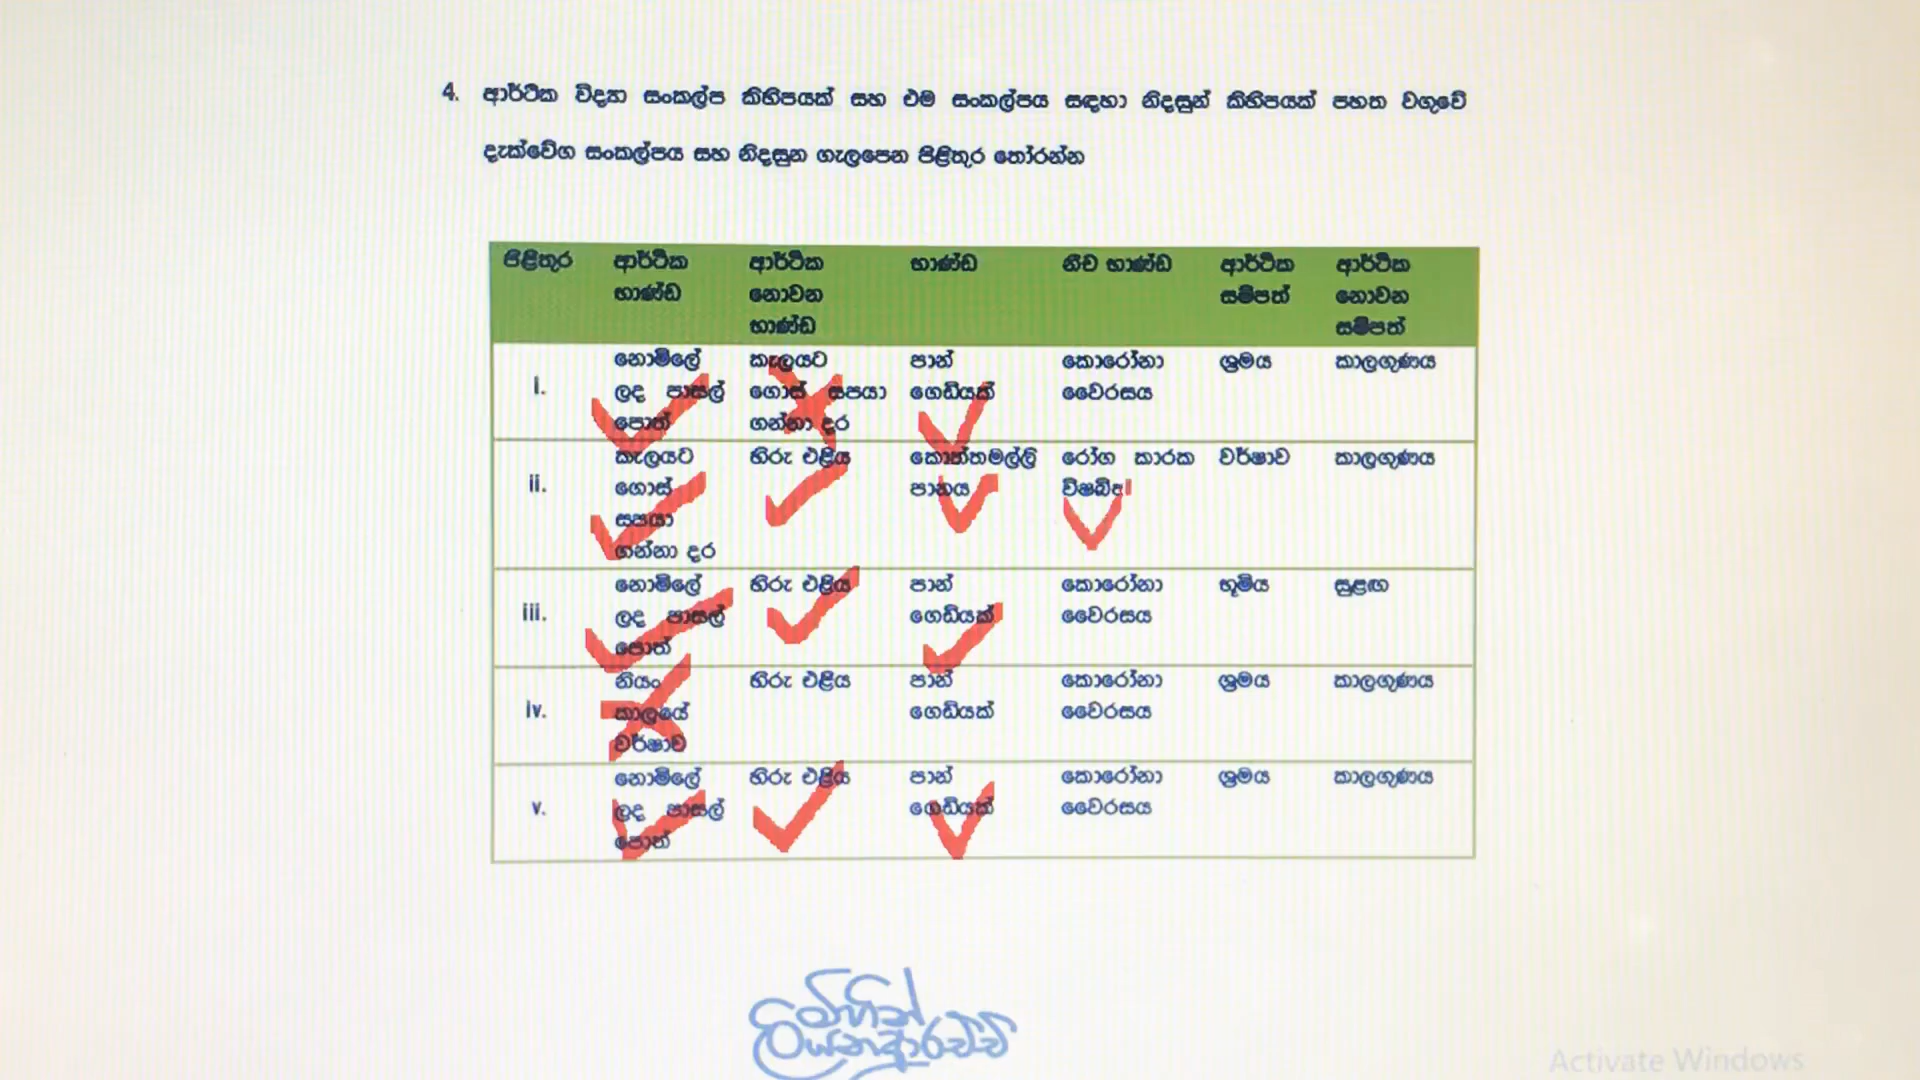 4. ආර්ථික විද්‍යා සංකල්ප කිහිපයක් සහ එම සංකල්පය සඳහා නිදසුන් කිහිපයක් පහත වගුවේ
දැක්වේග සංකල්පය සහ නිදසුන ගැලපෙන පිළිතුර තෝරන්න
පිළිතුර ආර්ථික භාණ්ඩ ආර්ථික නොවන භාණ්ඩ භාණ්ඩ නීච භාණ්ඩ ආර්ථික සම්පත් ආර්ථික නොවන සම්පත්
i. නොමිලේ ලද පාසල් පොත් කැලයට ගොස් සපයා ගන්නා දර පාන් ගෙඩියක් කොරෝනා වෛරසය ශ්‍රමය කාලගුණය
ii. කැලයට ගොස් සපයා ගන්නා දර හිරු එළිය කොත්තමල්ලි පානය රෝග කාරක විෂබීජ වර්ෂාව කාලගුණය
iii. නොමිලේ ලද පාසල් පොත් හිරු එළිය පාන් ගෙඩියක් කොරෝනා වෛරසය භූමිය සුළඟ
iv. නියං කාලයේ වර්ෂාව හිරු එළිය පාන් ගෙඩියක් කොරෝනා වෛරසය ශ්‍රමය කාලගුණය
v. නොමිලේ ලද පාසල් පොත් හිරු එළිය පාන් ගෙඩියක් කොරෝනා වෛරසය ශ්‍රමය කාලගුණය
මිහින්
ලියනආරච්චි
Activate Windows